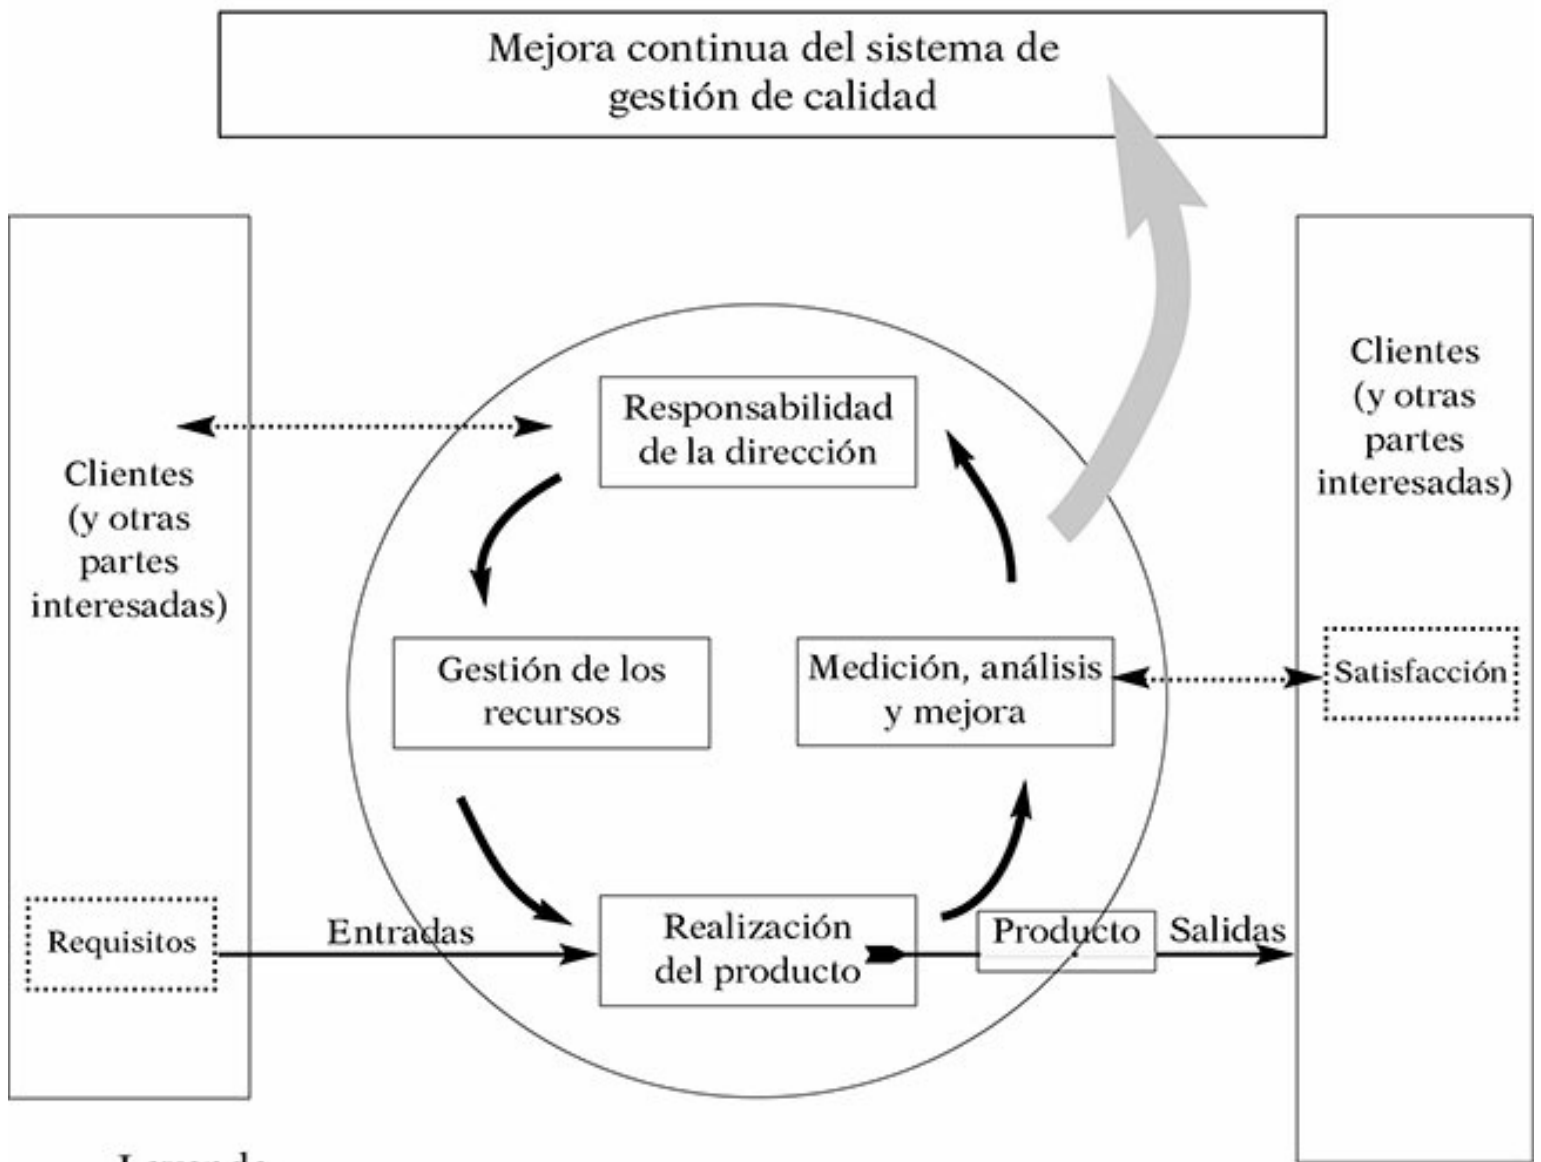 Mejora continua del sistema de
gestión de calidad
Clientes
(y otras
partes
interesadas)
Responsabilidad
de la dirección
Clientes
(y otras
partes
interesadas)
Gestión de los
recursos
Medición, análisis
y mejora
Satisfacción
Requisitos
Entradas
Realización
del producto
Producto
Salidas